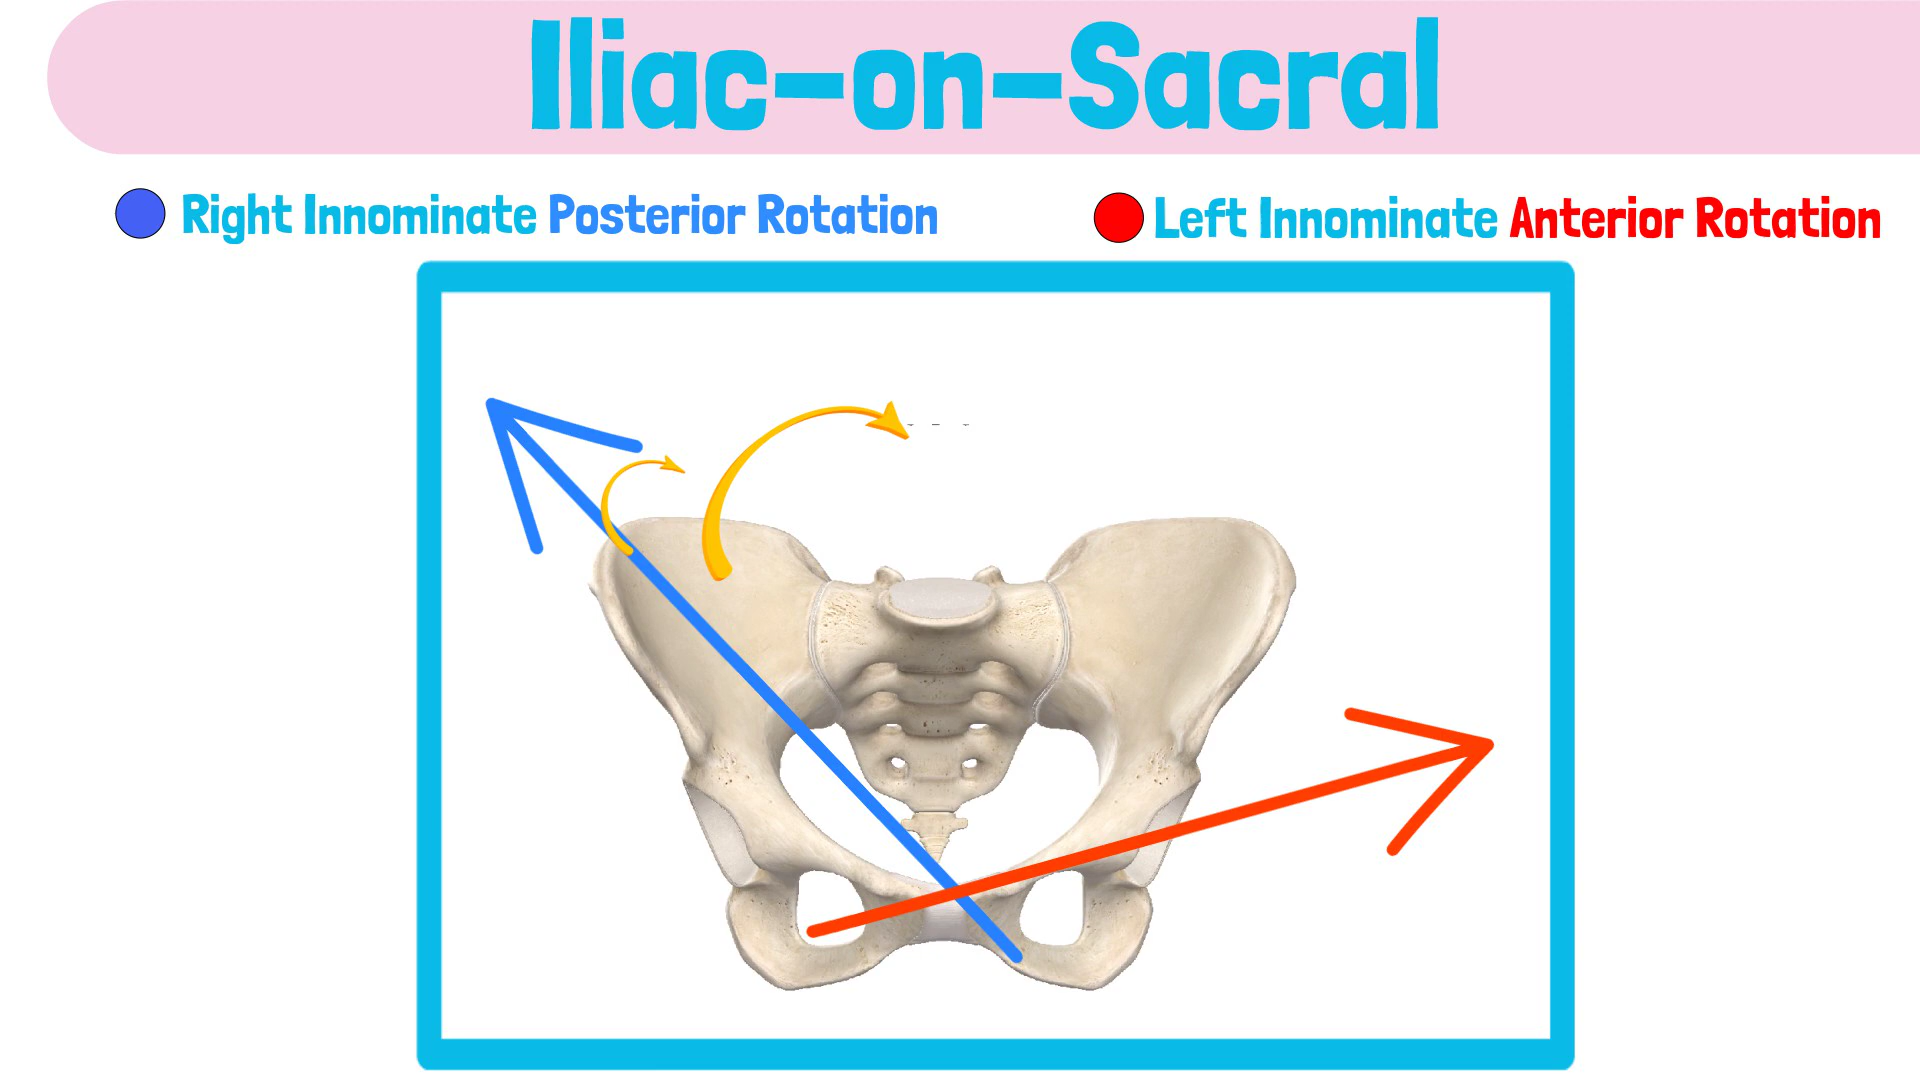 Iliac-on-Sacral
Right Innominate Posterior Rotation
Left Innominate Anterior Rotation